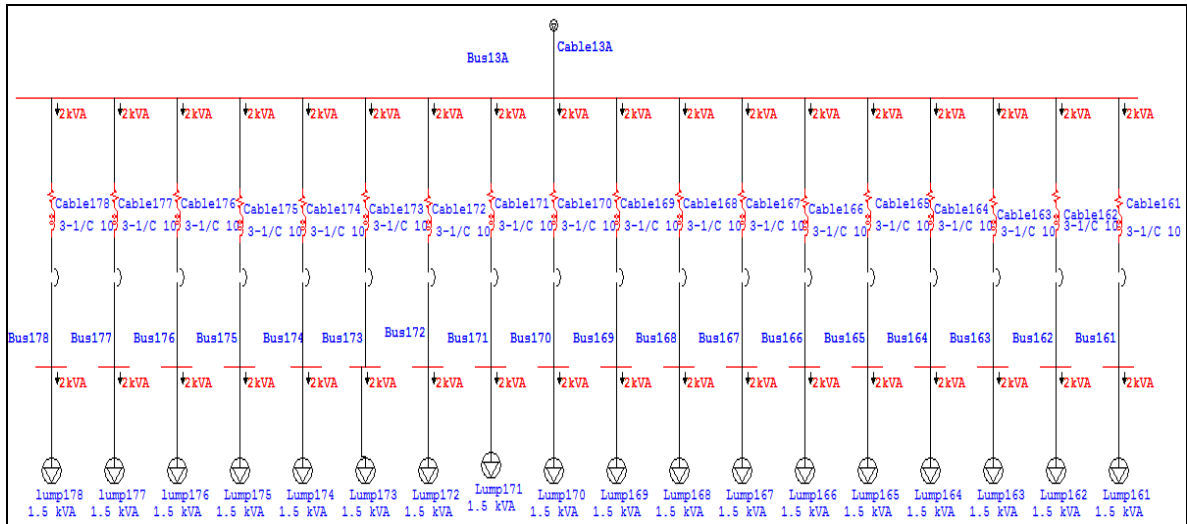 Cable13A
Bus13A
2kVA 2kVA 2kVA 2kVA 2kVA 2kVA 2kVA 2kVA 2kVA 2kVA 2kVA 2kVA 2kVA 2kVA 2kVA 2kVA 2kVA 2kVA
Cable178 Cable177 Cable176 Cable175 Cable174 Cable173 Cable172 Cable171 Cable170 Cable169 Cable168 Cable167 Cable166 Cable165 Cable164 Cable163 Cable162 Cable161
3-1/C 10 3-1/C 10 3-1/C 10 3-1/C 10 3-1/C 10 3-1/C 10 3-1/C 10 3-1/C 10 3-1/C 10 3-1/C 10 3-1/C 10 3-1/C 10 3-1/C 10 3-1/C 10 3-1/C 10 3-1/C 10 3-1/C 10 3-1/C 10
Bus178 Bus177 Bus176 Bus175 Bus174 Bus173 Bus172 Bus171 Bus170 Bus169 Bus168 Bus167 Bus166 Bus165 Bus164 Bus163 Bus162 Bus161
2kVA 2kVA 2kVA 2kVA 2kVA 2kVA 2kVA 2kVA 2kVA 2kVA 2kVA 2kVA 2kVA 2kVA 2kVA 2kVA 2kVA 2kVA
lump178 lump177 lump176 Lump175 Lump174 Lump173 Lump172 Lump171 Lump170 Lump169 Lump168 Lump167 Lump166 Lump165 Lump164 Lump163 Lump162 Lump161
1.5 kVA 1.5 kVA 1.5 kVA 1.5 kVA 1.5 kVA 1.5 kVA 1.5 kVA 1.5 kVA 1.5 kVA 1.5 kVA 1.5 kVA 1.5 kVA 1.5 kVA 1.5 kVA 1.5 kVA 1.5 kVA 1.5 kVA 1.5 kVA